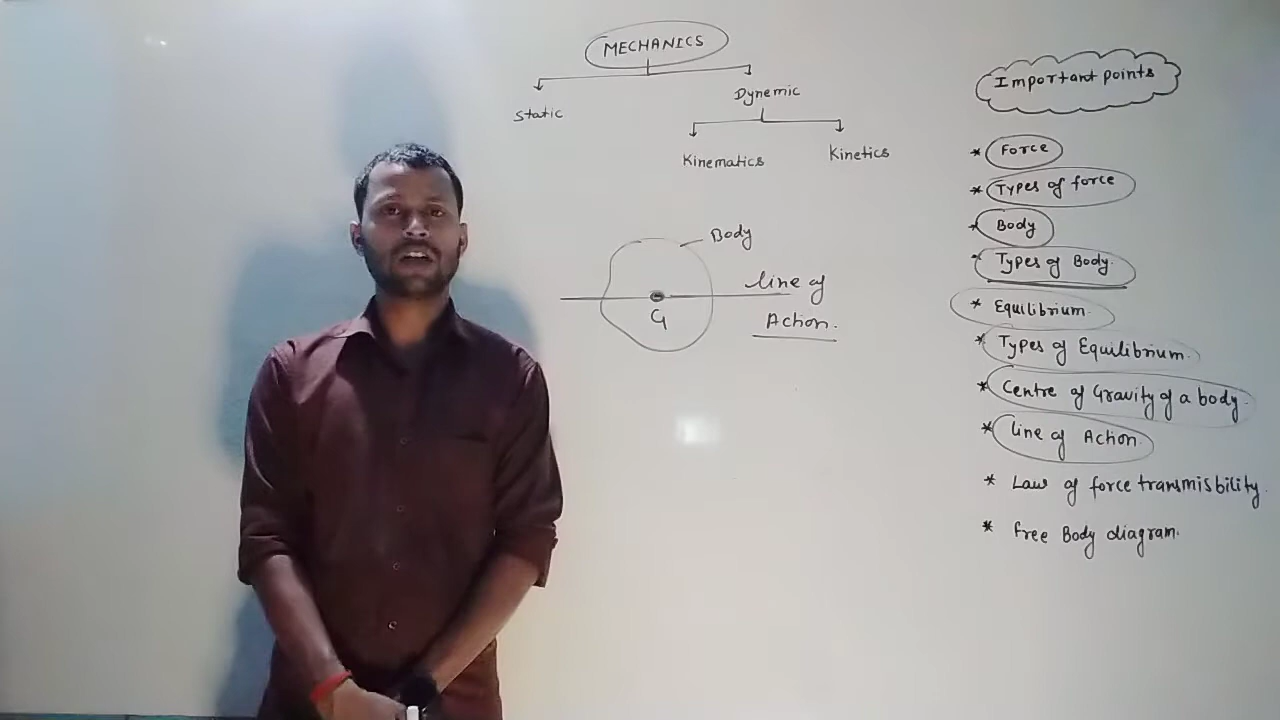 MECHANICS
Static
Dynemic
Kinematics
Kinetics
Body
G
line of
Action.
Important points
* Force
* Types of force
* Body
* Types of Body.
* Equilibrium.
* Types of Equilibrium.
* Centre of Gravity of a body.
* line of Action.
* Law of force transmisbility.
* free Body diagram.